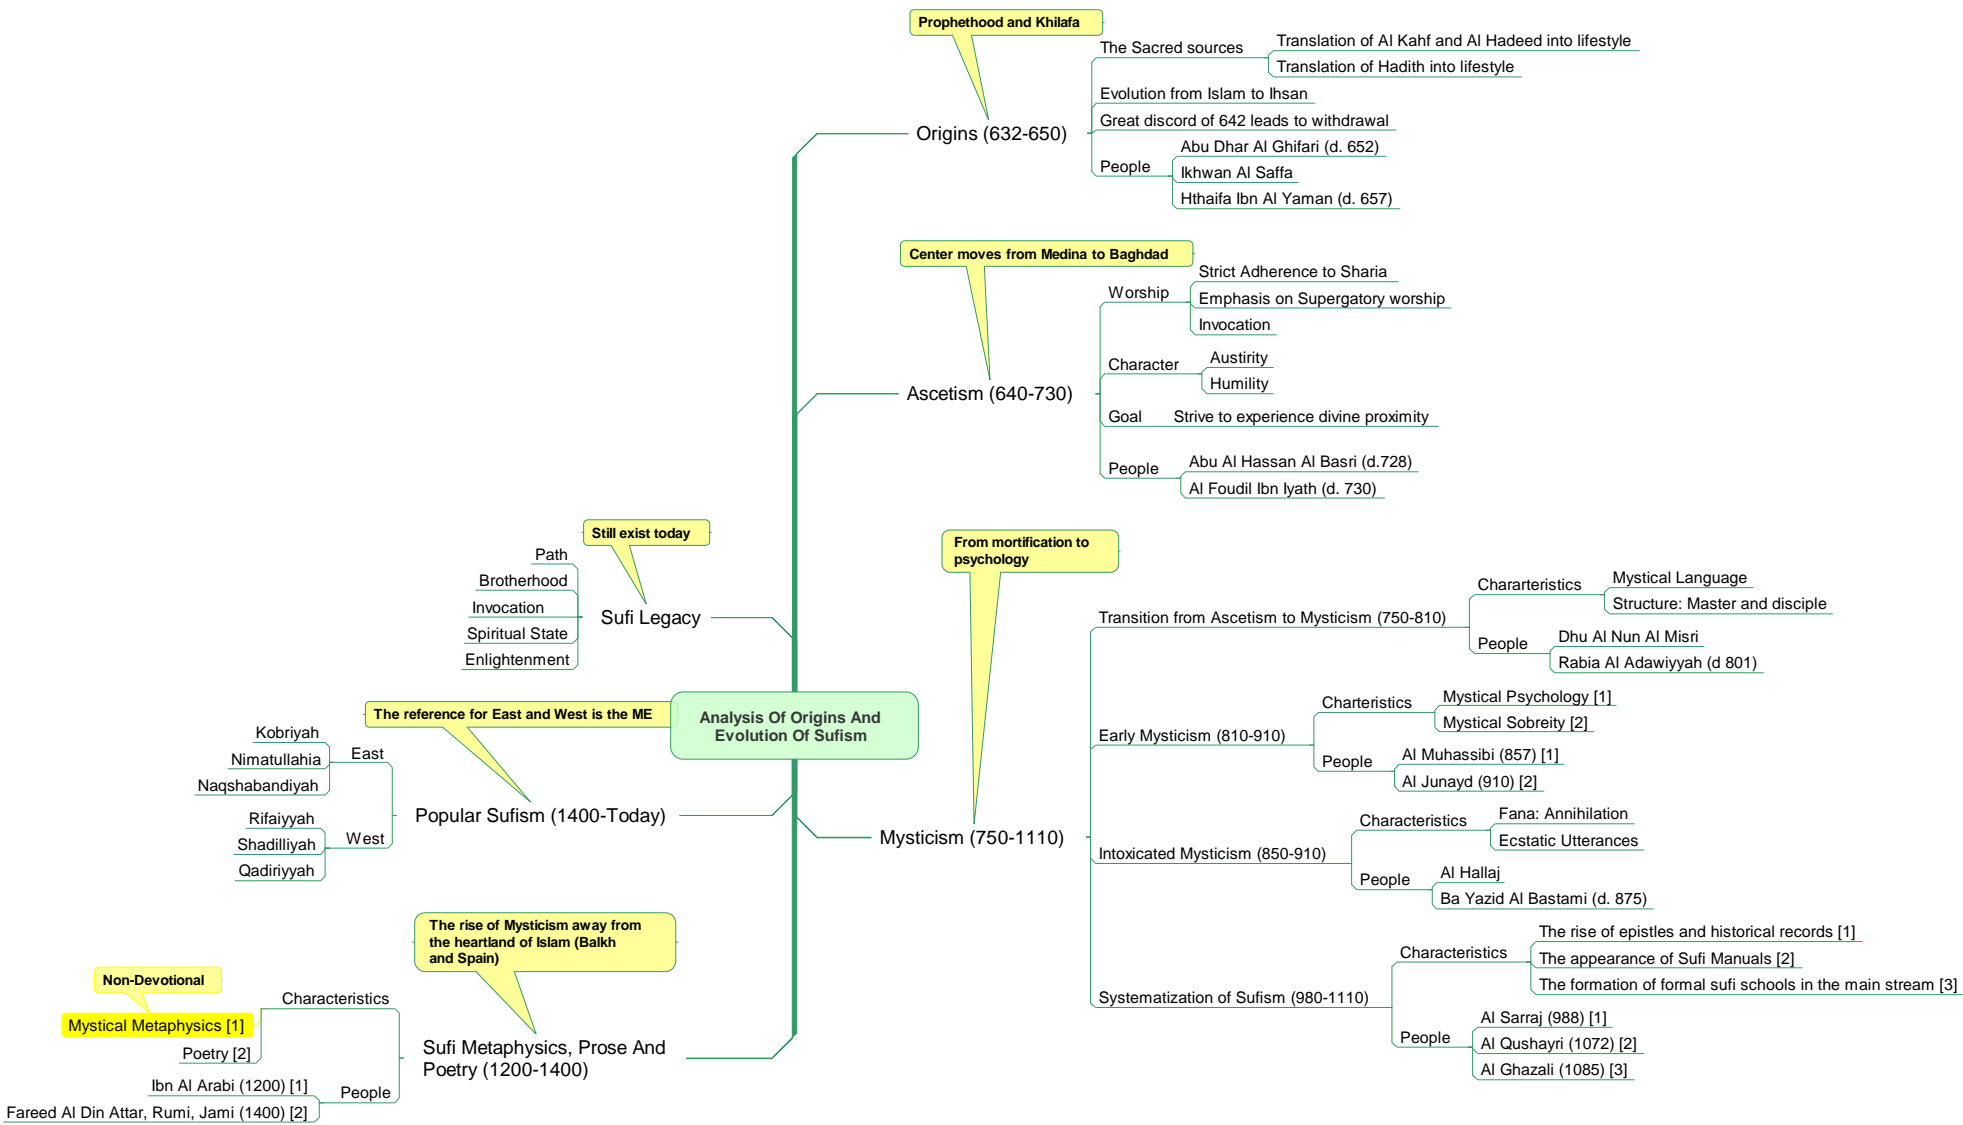 Prophethood and Khilafa
The Sacred sources
Translation of Al Kahf and Al Hadeed into lifestyle
Translation of Hadith into lifestyle
Evolution from Islam to Ihsan
Great discord of 642 leads to withdrawal
Origins (632-650)
People
Abu Dhar Al Ghifari (d. 652)
Ikhwan Al Saffa
Hthaifa Ibn Al Yaman (d. 657)
Center moves from Medina to Baghdad
Worship
Strict Adherence to Sharia
Emphasis on Supergatory worship
Invocation
Character
Austirity
Humility
Ascetism (640-730)
Goal
Strive to experience divine proximity
People
Abu Al Hassan Al Basri (d.728)
Al Foudil Ibn Iyath (d. 730)
From mortification to
psychology
Transition from Ascetism to Mysticism (750-810)
Chararteristics
Mystical Language
Structure: Master and disciple
People
Dhu Al Nun Al Misri
Rabia Al Adawiyyah (d 801)
Early Mysticism (810-910)
Charteristics
Mystical Psychology [1]
Mystical Sobreity [2]
People
Al Muhassibi (857) [1]
Al Junayd (910) [2]
Mysticism (750-1110)
Intoxicated Mysticism (850-910)
Characteristics
Fana: Annihilation
Ecstatic Utterances
People
Al Hallaj
Ba Yazid Al Bastami (d. 875)
Systematization of Sufism (980-1110)
Characteristics
The rise of epistles and historical records [1]
The appearance of Sufi Manuals [2]
The formation of formal sufi schools in the main stream [3]
People
Al Sarraj (988) [1]
Al Qushayri (1072) [2]
Al Ghazali (1085) [3]
Still exist today
Path
Brotherhood
Invocation
Spiritual State
Enlightenment
Sufi Legacy
The reference for East and West is the ME
Analysis Of Origins And
Evolution Of Sufism
Kobriyah
Nimatullahia
Naqshabandiyah
East
Rifaiyyah
Shadilliyah
Qadiriyyah
West
Popular Sufism (1400-Today)
The rise of Mysticism away from
the heartland of Islam (Balkh
and Spain)
Non-Devotional
Characteristics
Mystical Metaphysics [1]
Poetry [2]
Sufi Metaphysics, Prose And
Poetry (1200-1400)
People
Ibn Al Arabi (1200) [1]
Fareed Al Din Attar, Rumi, Jami (1400) [2]